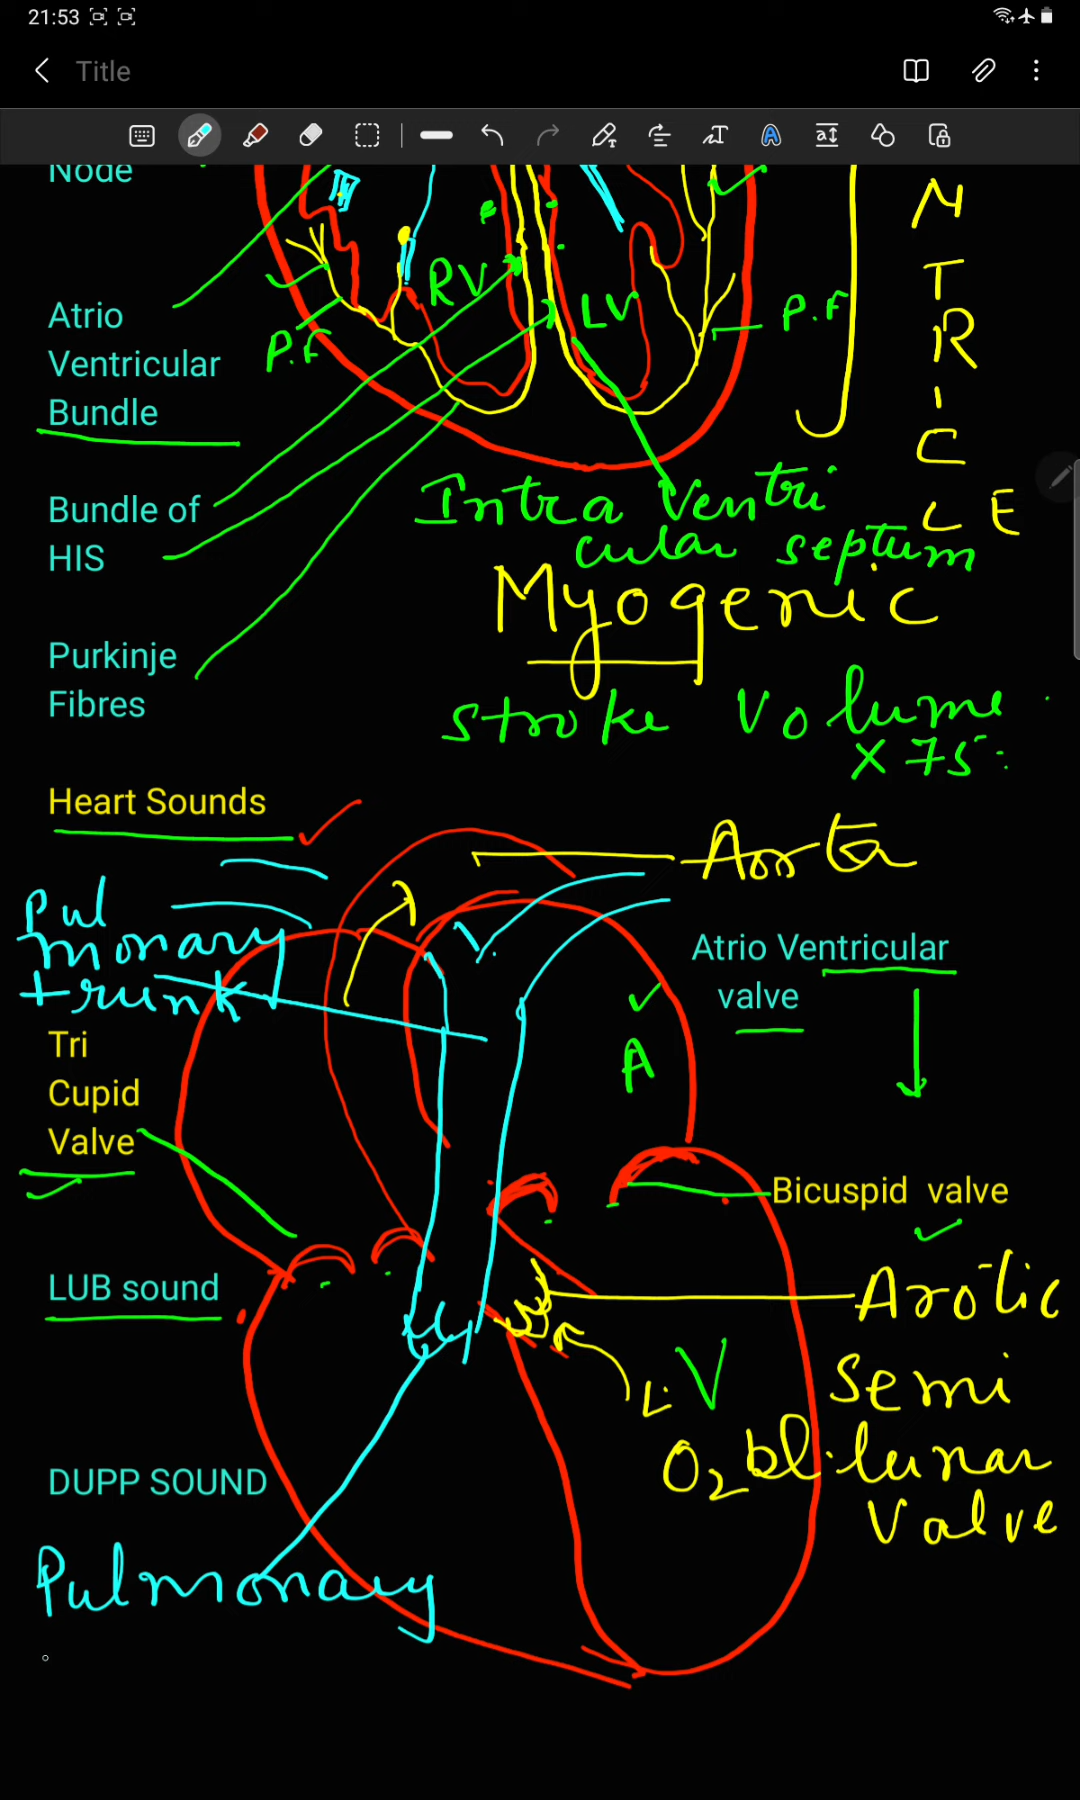 21:53
Title
Node
M
T
R
I
C
L E
RV
LV
P.F
P.F
Atrio
Ventricular
Bundle
Bundle of
HIS
Intra Ventri
cular septum
Myogenic
Purkinje
Fibres
stroke Volume
X 75
Heart Sounds
Aorta
Pul
monary
trunk
Atrio Ventricular
valve
A
Tri
Cupid
Valve
Bicuspid valve
LUB sound
Arotic
Semi
lunar
Valve
V
O2 bl.
DUPP SOUND
Pulmonary